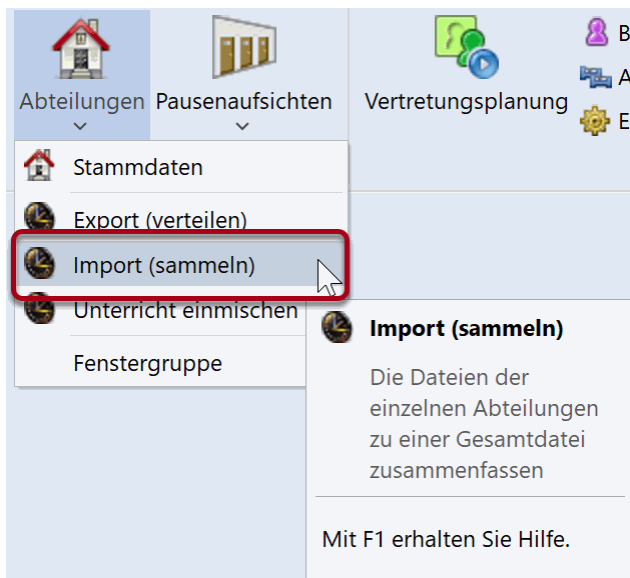 Abteilungen Pausenaufsichten Vertretungsplanung
B
A
E
Stammdaten
Export (verteilen)
Import (sammeln)
Unterricht einmischen
Fenstergruppe
Import (sammeln)
Die Dateien der
einzelnen Abteilungen
zu einer Gesamtdatei
zusammenfassen
Mit F1 erhalten Sie Hilfe.